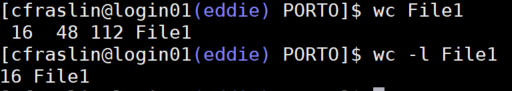 [cfraslin@login01(eddie) PORTO]$ wc File1
 16  48 112 File1
[cfraslin@login01(eddie) PORTO]$ wc -l File1
16 File1